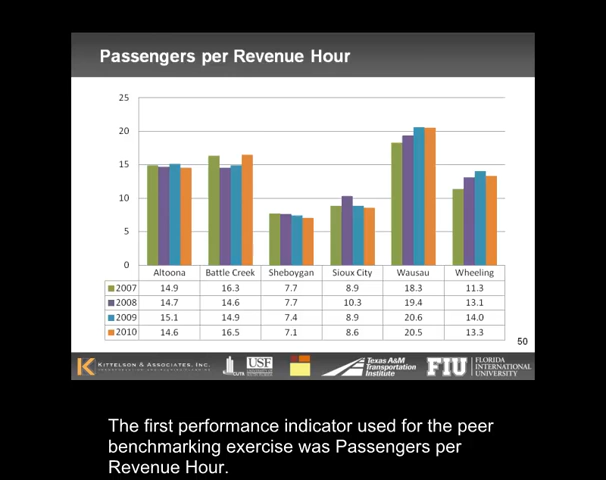 Passengers per Revenue Hour
25
20
15
10
5
0
Altoona Battle Creek Sheboygan Sioux City Wausau Wheeling
2007 14.9 16.3 7.7 8.9 18.3 11.3
2008 14.7 14.6 7.7 10.3 19.4 13.1
2009 15.1 14.9 7.4 8.9 20.6 14.0
2010 14.6 16.5 7.1 8.6 20.5 13.3
50
KITTELSON & ASSOCIATES, INC.
CUTR
USF
Texas A&M
Transportation
Institute
FIU
FLORIDA
INTERNATIONAL
UNIVERSITY
The first performance indicator used for the peer
benchmarking exercise was Passengers per
Revenue Hour.